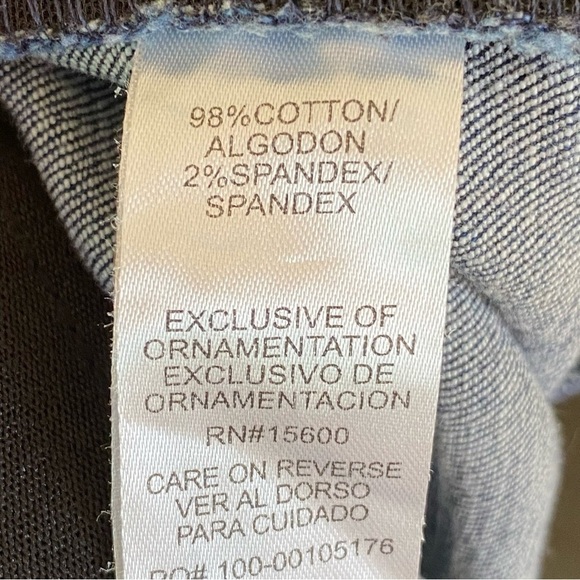 98%COTTON/
ALGODON
2%SPANDEX/
SPANDEX
EXCLUSIVE OF
ORNAMENTATION
EXCLUSIVO DE
ORNAMENTACION
RN#15600
CARE ON REVERSE
VER AL DORSO
PARA CUIDADO
PO# 100-00105176